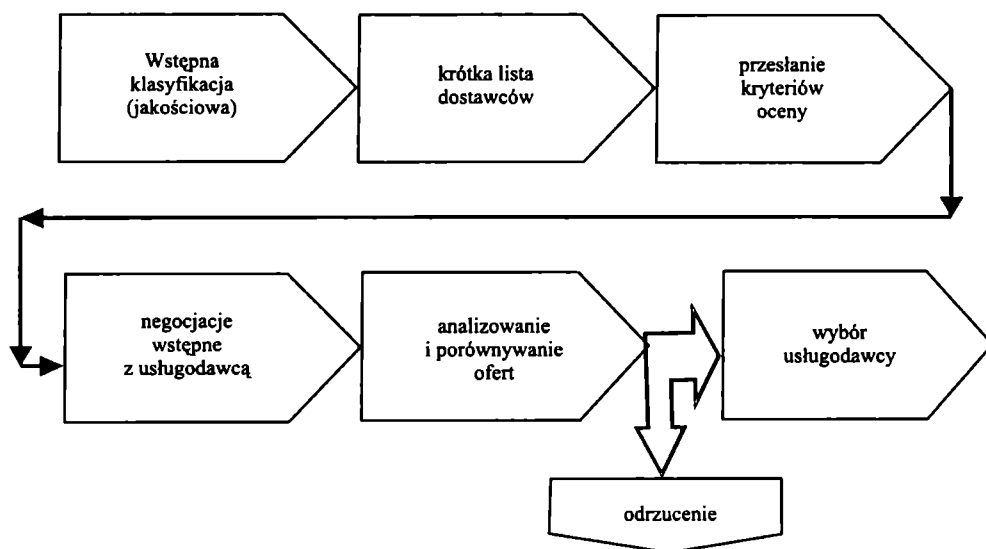 Wstępna
klasyfikacja
(jakościowa)
krótka lista
dostawców
przesłanie
kryteriów
oceny
negocjacje
wstępne
z usługodawcą
analizowanie
i porównywanie
ofert
wybór
usługodawcy
odrzucenie